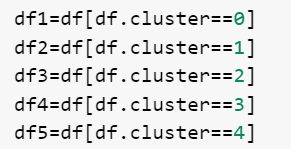 df1=df[df.cluster==0]
df2=df[df.cluster==1]
df3=df[df.cluster==2]
df4=df[df.cluster==3]
df5=df[df.cluster==4]